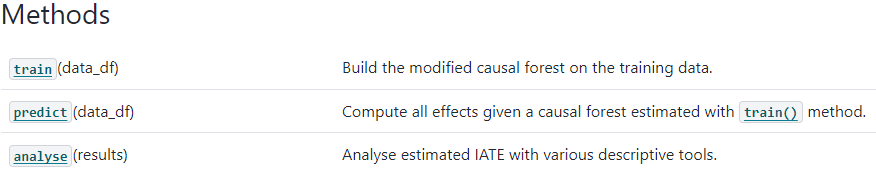 Methods
train(data_df) Build the modified causal forest on the training data.
predict(data_df) Compute all effects given a causal forest estimated with train() method.
analyse(results) Analyse estimated IATE with various descriptive tools.